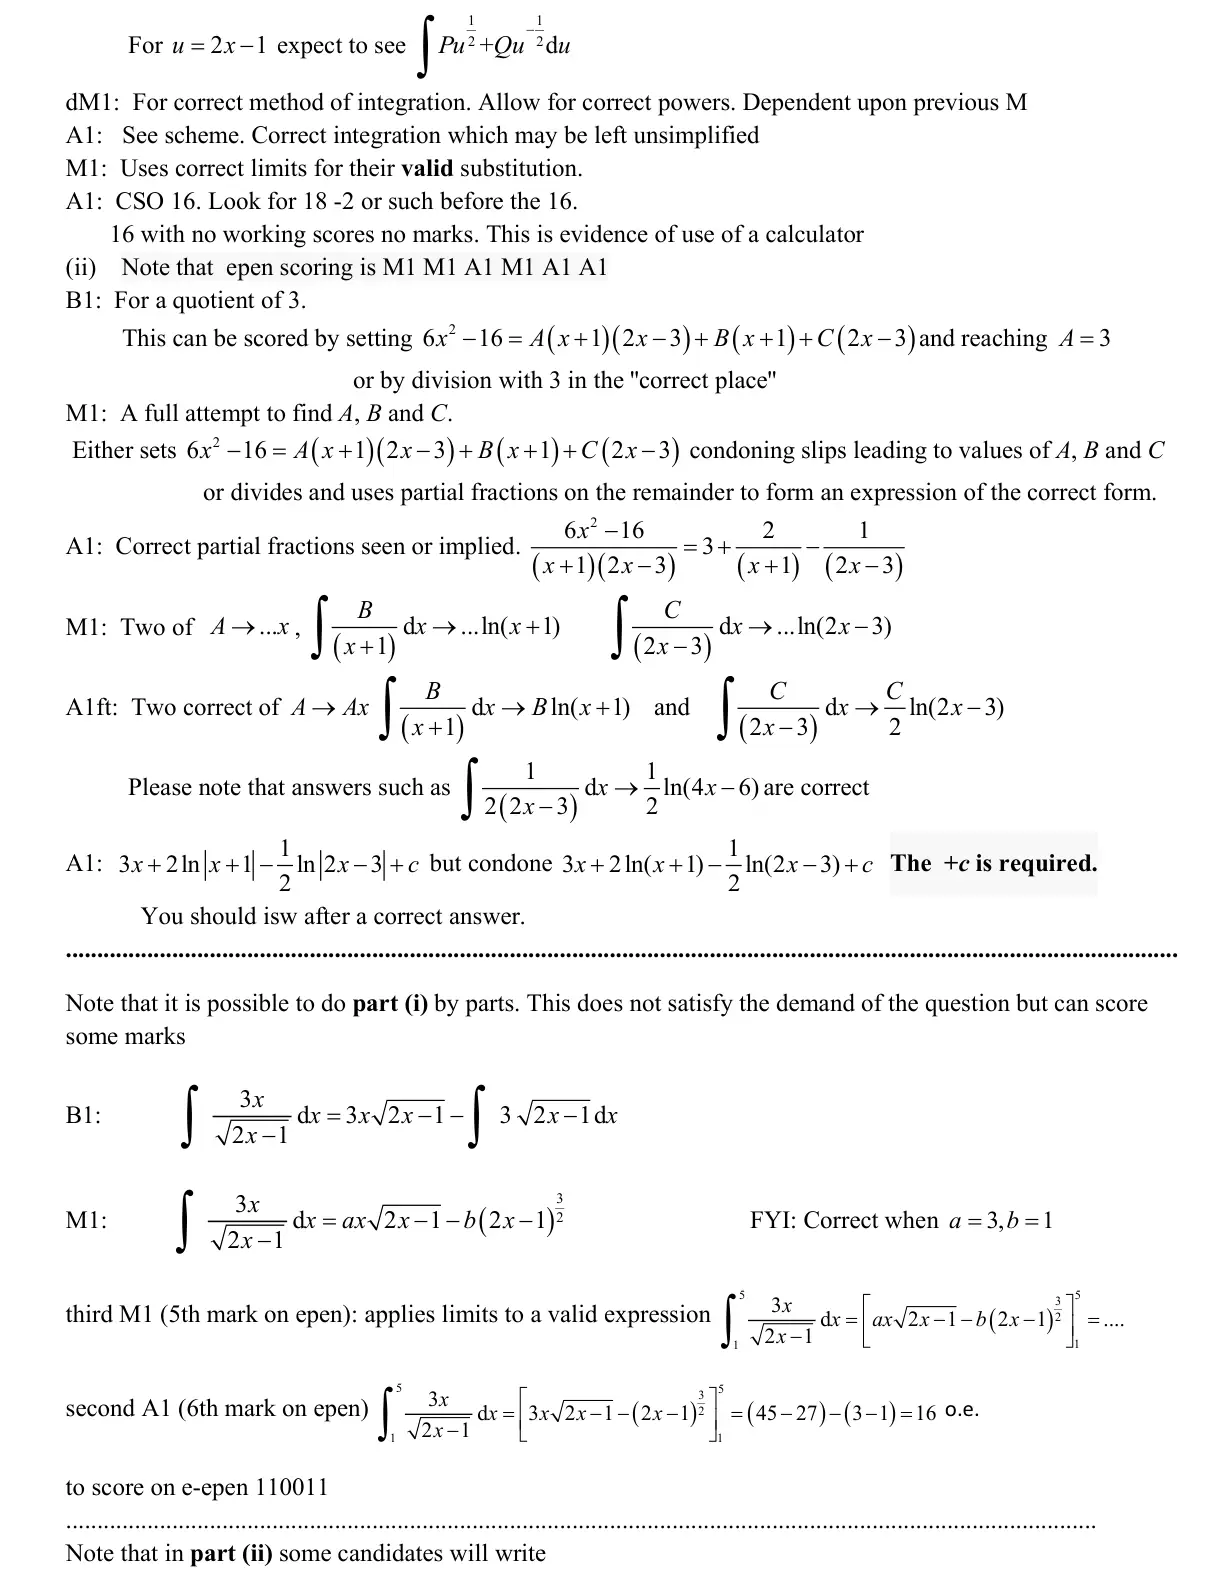 For u = 2x − 1 expect to see ∫ Pu^(1/2) + Qu^(−1/2) du
dM1: For correct method of integration. Allow for correct powers. Dependent upon previous M
A1: See scheme. Correct integration which may be left unsimplified
M1: Uses correct limits for their valid substitution.
A1: CSO 16. Look for 18 -2 or such before the 16.
16 with no working scores no marks. This is evidence of use of a calculator
(ii) Note that epen scoring is M1 M1 A1 M1 A1 A1
B1: For a quotient of 3.
This can be scored by setting 6x² − 16 = A(x+1)(2x−3) + B(x+1) + C(2x−3) and reaching A = 3
or by division with 3 in the "correct place"
M1: A full attempt to find A, B and C.
Either sets 6x² − 16 = A(x+1)(2x−3) + B(x+1) + C(2x−3) condoning slips leading to values of A, B and C
or divides and uses partial fractions on the remainder to form an expression of the correct form.
A1: Correct partial fractions seen or implied. (6x² − 16)/((x+1)(2x−3)) = 3 + 2/(x+1) − 1/(2x−3)
M1: Two of A → ...x , ∫ B/(x+1) dx → ...ln(x+1) ∫ C/(2x−3) dx → ...ln(2x−3)
A1ft: Two correct of A → Ax ∫ B/(x+1) dx → B ln(x+1) and ∫ C/(2x−3) dx → C/2 ln(2x−3)
Please note that answers such as ∫ 1/(2(2x−3)) dx → 1/2 ln(4x−6) are correct
A1: 3x + 2 ln|x+1| − 1/2 ln|2x−3| + c but condone 3x + 2 ln(x+1) − 1/2 ln(2x−3) + c The +c is required.
You should isw after a correct answer.
Note that it is possible to do part (i) by parts. This does not satisfy the demand of the question but can score
some marks
B1: ∫ 3x/√(2x−1) dx = 3x√(2x−1) − ∫ 3 √(2x−1) dx
M1: ∫ 3x/√(2x−1) dx = ax√(2x−1) − b(2x−1)^(3/2) FYI: Correct when a = 3, b = 1
third M1 (5th mark on epen): applies limits to a valid expression ∫₁⁵ 3x/√(2x−1) dx = [ax√(2x−1) − b(2x−1)^(3/2)]₁⁵ = ....
second A1 (6th mark on epen) ∫₁⁵ 3x/√(2x−1) dx = [3x√(2x−1) − (2x−1)^(3/2)]₁⁵ = (45 − 27) − (3 − 1) = 16 o.e.
to score on e-epen 110011
Note that in part (ii) some candidates will write